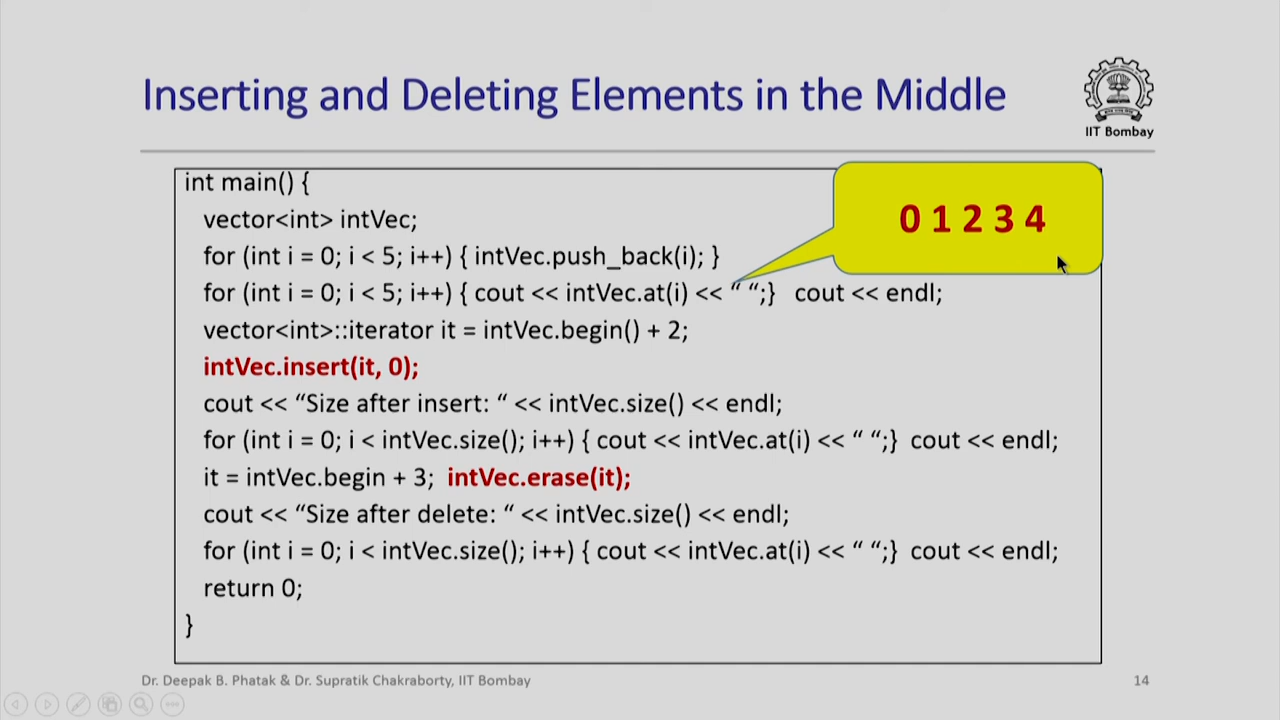 Inserting and Deleting Elements in the Middle
IIT Bombay
int main() {
vector<int> intVec;
for (int i = 0; i < 5; i++) { intVec.push_back(i); }
0 1 2 3 4
for (int i = 0; i < 5; i++) { cout << intVec.at(i) << “ “;} cout << endl;
vector<int>::iterator it = intVec.begin() + 2;
intVec.insert(it, 0);
cout << “Size after insert: “ << intVec.size() << endl;
for (int i = 0; i < intVec.size(); i++) { cout << intVec.at(i) << “ “;} cout << endl;
it = intVec.begin + 3; intVec.erase(it);
cout << “Size after delete: “ << intVec.size() << endl;
for (int i = 0; i < intVec.size(); i++) { cout << intVec.at(i) << “ “;} cout << endl;
return 0;
}
Dr. Deepak B. Phatak & Dr. Supratik Chakraborty, IIT Bombay
14